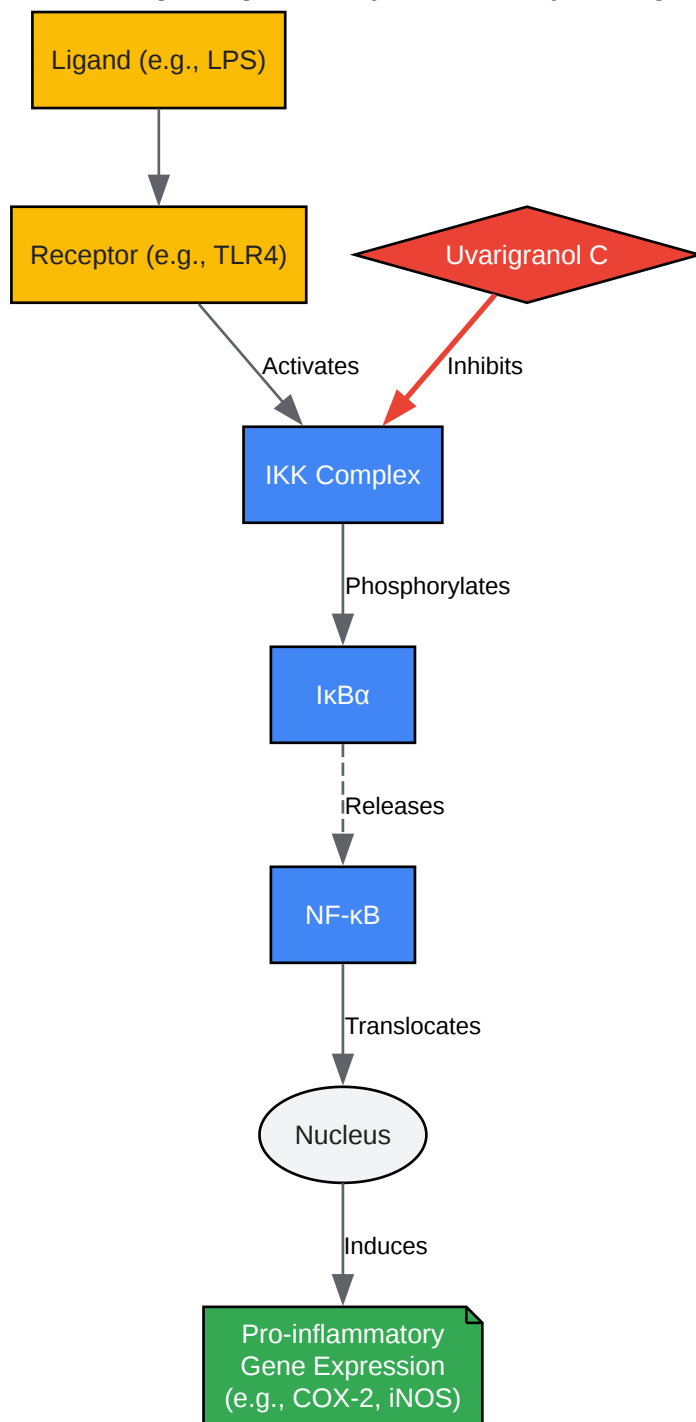 Ligand (e.g., LPS)
Receptor (e.g., TLR4)
Uvarigranol C
Activates
Inhibits
IKK Complex
Phosphorylates
IκBα
Releases
NF-κB
Translocates
Nucleus
Induces
Pro-inflammatory
Gene Expression
(e.g., COX-2, iNOS)